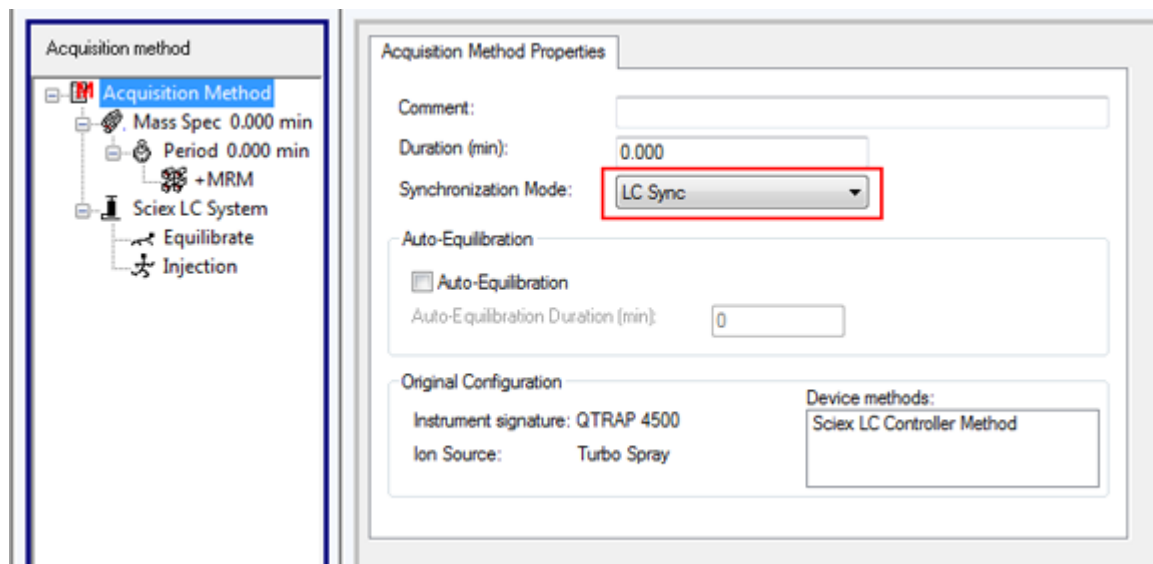 Acquisition method
Acquisition Method
Mass Spec 0.000 min
Period 0.000 min
+MRM
Sciex LC System
Equilibrate
Injection
Acquisition Method Properties
Comment:
Duration (min): 0.000
Synchronization Mode: LC Sync
Auto-Equilibration
Auto-Equilibration
Auto-Equilibration Duration (min): 0
Original Configuration
Instrument signature: QTRAP 4500
Ion Source: Turbo Spray
Device methods:
Sciex LC Controller Method